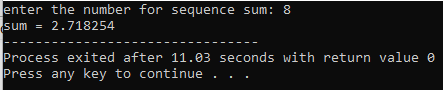 enter the number for sequence sum: 8
sum = 2.718254
--------------------------------
Process exited after 11.03 seconds with return value 0
Press any key to continue . . .